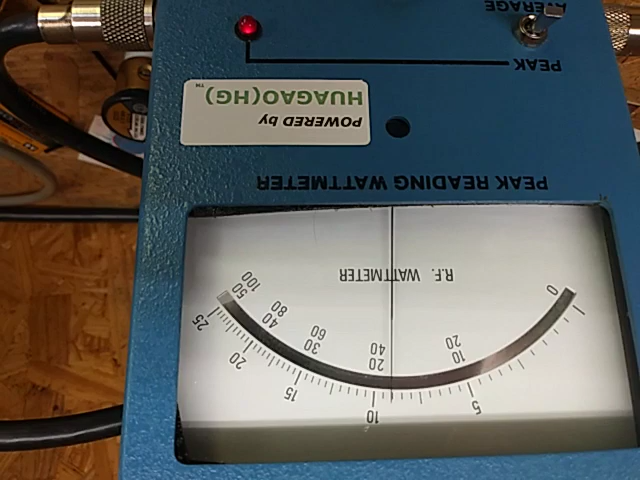 5 10 15 20 25
0 10 20 30 40 50
20 40 60 80 100
R.F. WATTMETER
PEAK READING WATTMETER
POWERED by
HUAGAO(HG)™
PEAK
AVERAGE